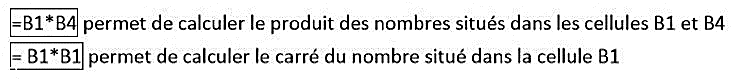 =B1*B4 permet de calculer le produit des nombres situés dans les cellules B1 et B4
= B1*B1 permet de calculer le carré du nombre situé dans la cellule B1